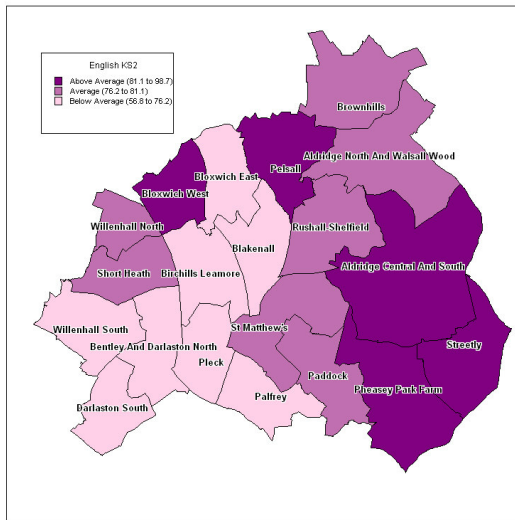 English KS2
Above Average (81.1 to 98.7)
Average (76.2 to 81.1)
Below Average (56.8 to 76.2)
Brownhills
Aldridge North And Walsall Wood
Pelsall
Bloxwich East
Bloxwich West
Willenhall North
Rushall-Shelfield
Blakenall
Aldridge Central And South
Short Heath
Birchills Leamore
Willenhall South
St Matthew's
Bentley And Darlaston North
Streetly
Pleck
Paddock
Pheasey Park Farm
Palfrey
Darlaston South